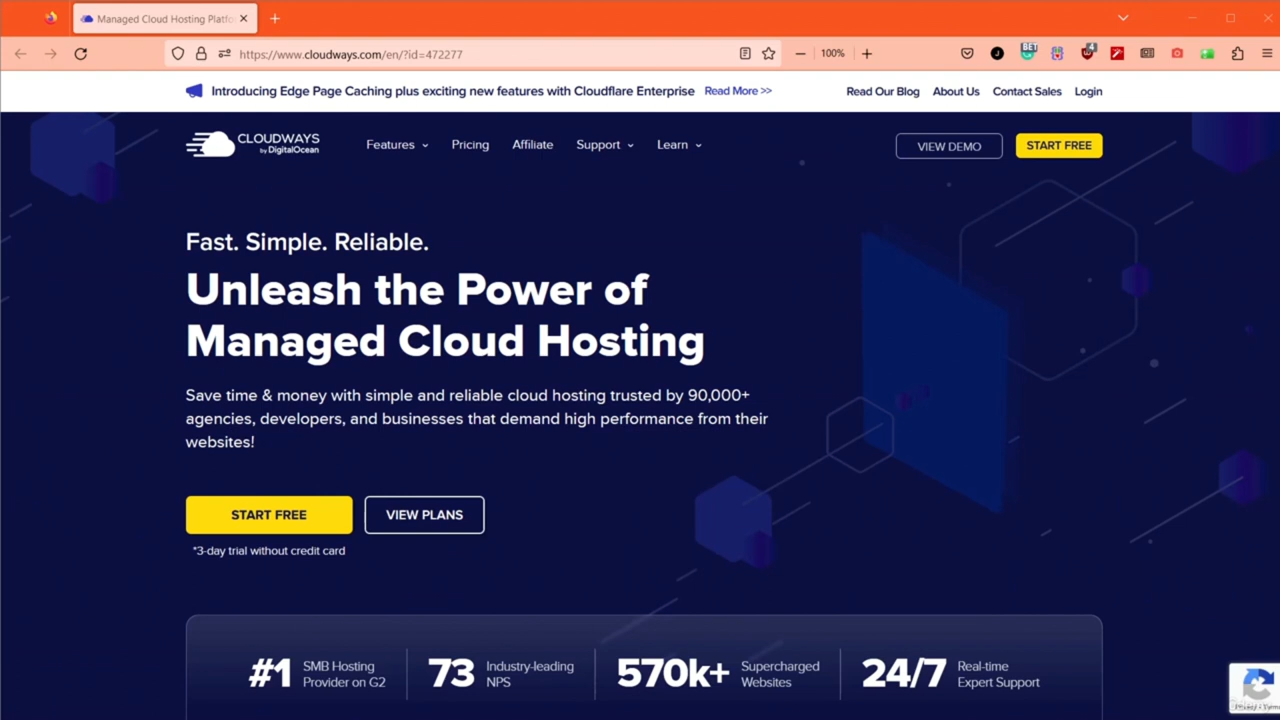 Managed Cloud Hosting Platfo
https://www.cloudways.com/en/?id=472277
100%
BET
4
Introducing Edge Page Caching plus exciting new features with Cloudflare Enterprise Read More >>
Read Our Blog About Us Contact Sales Login
CLOUDWAYS
by DigitalOcean
Features Pricing Affiliate Support Learn
VIEW DEMO START FREE
Fast. Simple. Reliable.
Unleash the Power of
Managed Cloud Hosting
Save time & money with simple and reliable cloud hosting trusted by 90,000+
agencies, developers, and businesses that demand high performance from their
websites!
START FREE VIEW PLANS
*3-day trial without credit card
#1 SMB Hosting
Provider on G2
73 Industry-leading
NPS
570k+ Supercharged
Websites
24/7 Real-time
Expert Support